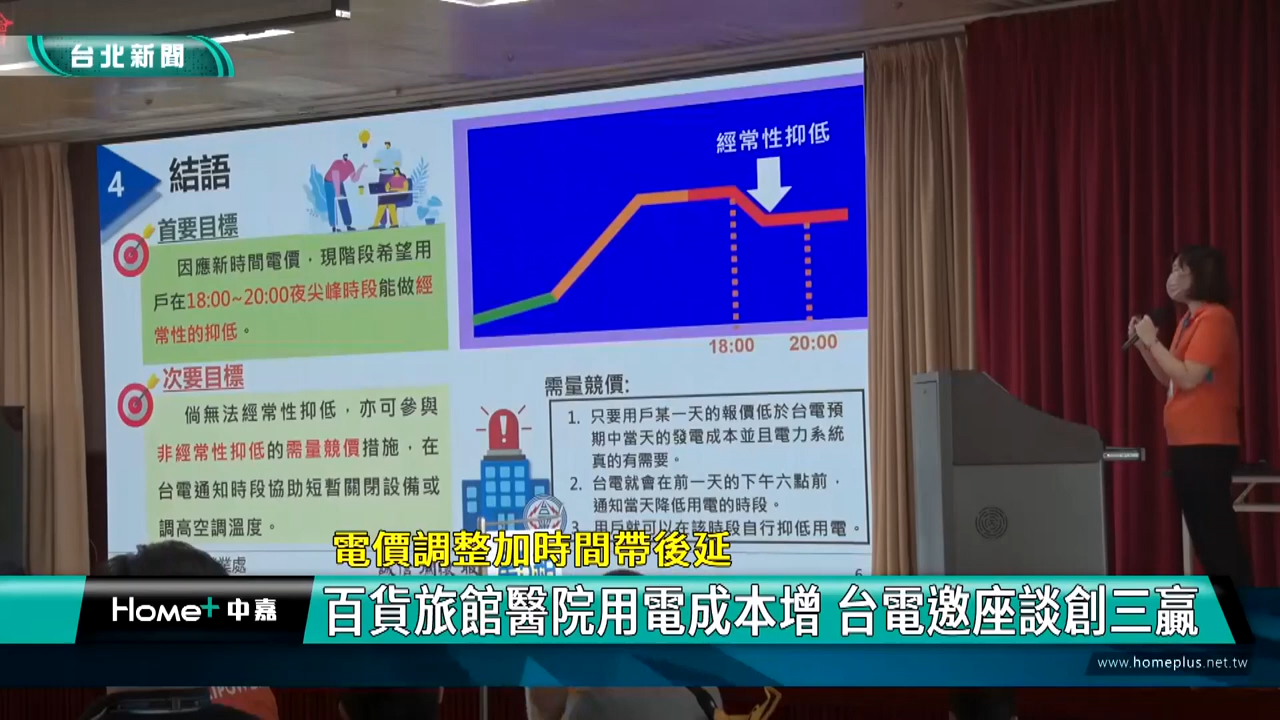 台北新聞
4
結語
首要目標
因應新時間電價，現階段希望用
戶在18:00~20:00夜尖峰時段能做經
常性的抑低。
次要目標
倘無法經常性抑低，亦可參與
非經常性抑低的需量競價措施，在
台電通知時段協助短暫關閉設備或
調高空調溫度。
經常性抑低
18:00
20:00
需量競價:
1. 只要用戶某一天的報價低於台電預
期中當天的發電成本並且電力系統
真的有需要。
2. 台電就會在前一天的下午六點前，
通知當天降低用電的時段。
3. 用戶就可以在該時段自行抑低用電。
業處
6
電價調整加時間帶後延
Home+中嘉
百貨旅館醫院用電成本增 台電邀座談創三贏
www.homeplus.net.tw